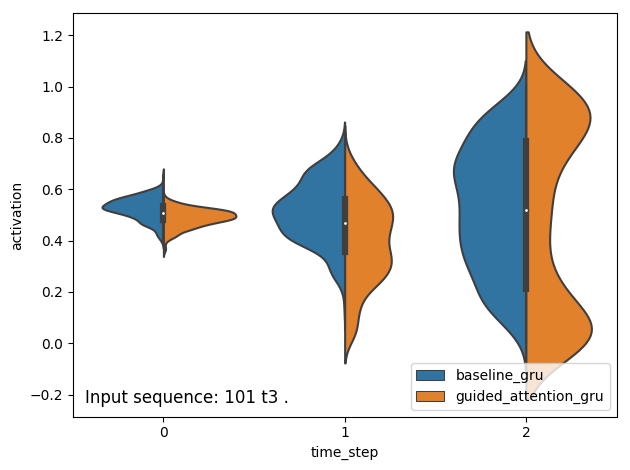 1.2
1.0
0.8
0.6
0.4
0.2
0.0
−0.2
activation
Input sequence: 101 t3 .
baseline_gru
guided_attention_gru
0 1 2
time_step